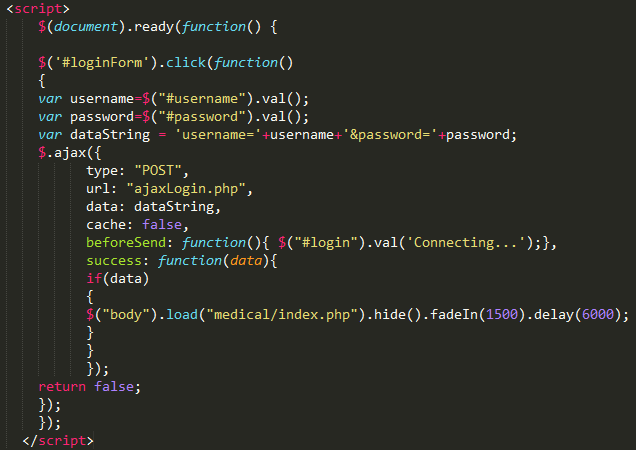 <script>
$(document).ready(function() {
$('#loginForm').click(function()
{
var username=$("#username").val();
var password=$("#password").val();
var dataString = 'username='+username+'&password='+password;
$.ajax({
type: "POST",
url: "ajaxLogin.php",
data: dataString,
cache: false,
beforeSend: function(){ $("#login").val('Connecting...');},
success: function(data){
if(data)
{
$("body").load("medical/index.php").hide().fadeIn(1500).delay(6000);
}
}
});
return false;
});
});
</script>